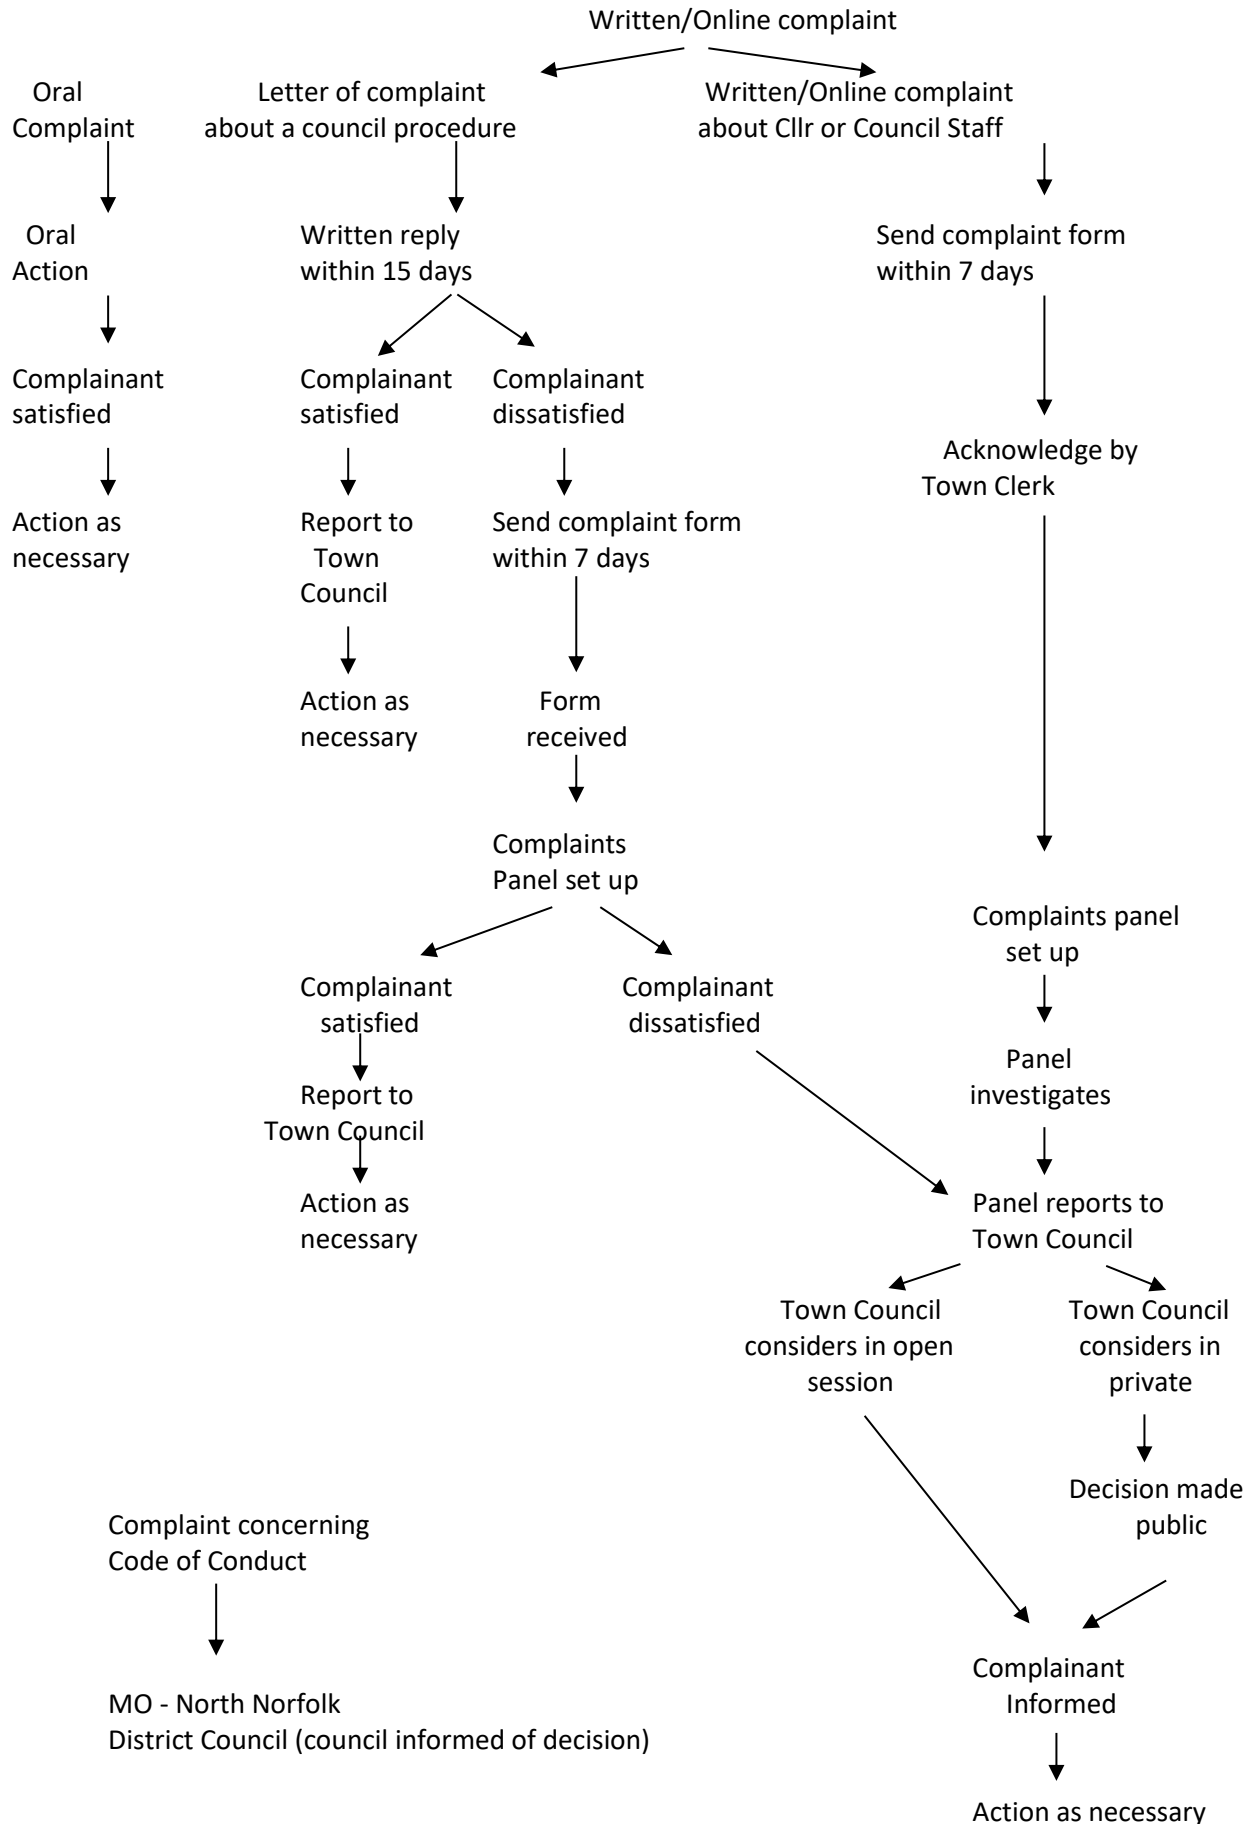 Written/Online complaint
Oral
Complaint
Letter of complaint
about a council procedure
Written/Online complaint
about Cllr or Council Staff
Oral
Action
Written reply
within 15 days
Send complaint form
within 7 days
Complainant
satisfied
Complainant
satisfied
Complainant
dissatisfied
Acknowledge by
Town Clerk
Action as
necessary
Report to
Town
Council
Send complaint form
within 7 days
Action as
necessary
Form
received
Complaints
Panel set up
Complaints panel
set up
Complainant
satisfied
Complainant
dissatisfied
Panel
investigates
Report to
Town Council
Action as
necessary
Panel reports to
Town Council
Town Council
considers in open
session
Town Council
considers in
private
Decision made
public
Complaint concerning
Code of Conduct
MO - North Norfolk
District Council (council informed of decision)
Complainant
Informed
Action as necessary